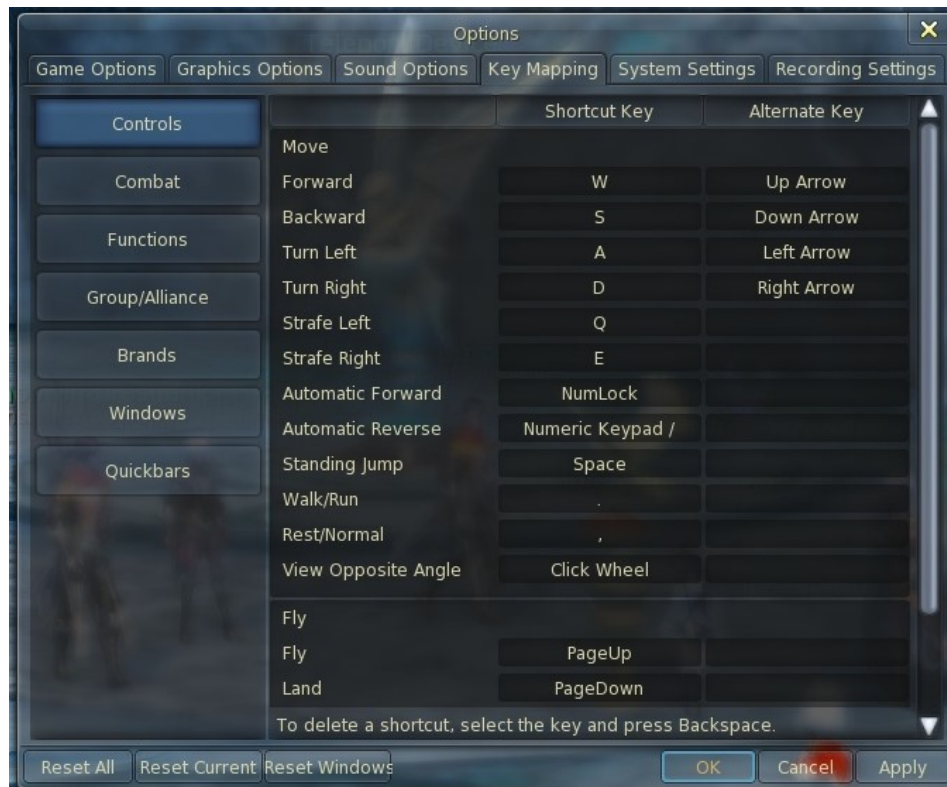 Options
Game Options Graphics Options Sound Options Key Mapping System Settings Recording Settings
Controls
Combat
Functions
Group/Alliance
Brands
Windows
Quickbars
Shortcut Key Alternate Key
Move
Forward W Up Arrow
Backward S Down Arrow
Turn Left A Left Arrow
Turn Right D Right Arrow
Strafe Left Q
Strafe Right E
Automatic Forward NumLock
Automatic Reverse Numeric Keypad /
Standing Jump Space
Walk/Run .
Rest/Normal ,
View Opposite Angle Click Wheel
Fly
Fly PageUp
Land PageDown
To delete a shortcut, select the key and press Backspace.
Reset All Reset Current Reset Windows OK Cancel Apply